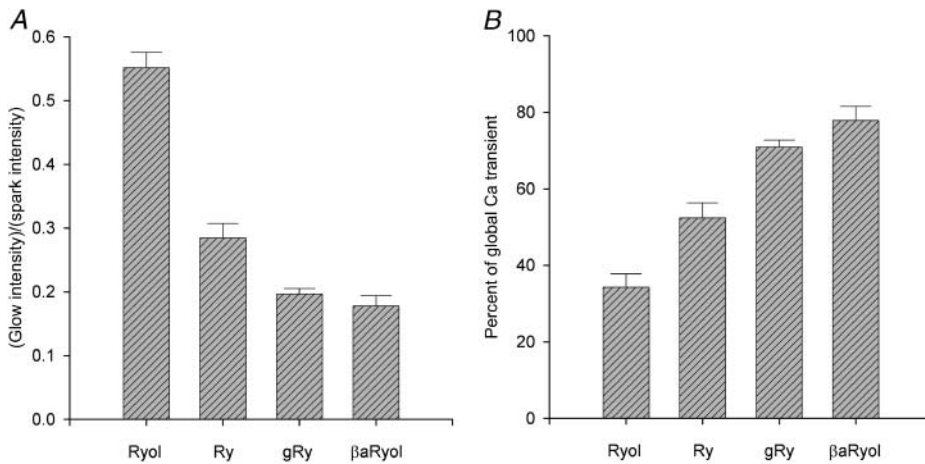 A
(Glow intensity)/(spark intensity)
0.6
0.5
0.4
0.3
0.2
0.1
0.0
Ryol Ry gRy βaRyol
B
Percent of global Ca transient
100
80
60
40
20
0
Ryol Ry gRy βaRyol